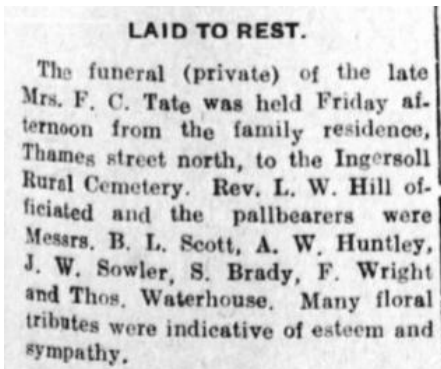 LAID TO REST.
The funeral (private) of the late
Mrs. F. C. Tate was held Friday af-
ternoon from the family residence,
Thames street north, to the Ingersoll
Rural Cemetery. Rev. L. W. Hill of-
ficiated and the pallbearers were
Messrs. B. L. Scott, A. W. Huntley,
J. W. Sowler, S. Brady, F. Wright
and Thos. Waterhouse. Many floral
tributes were indicative of esteem and
sympathy.